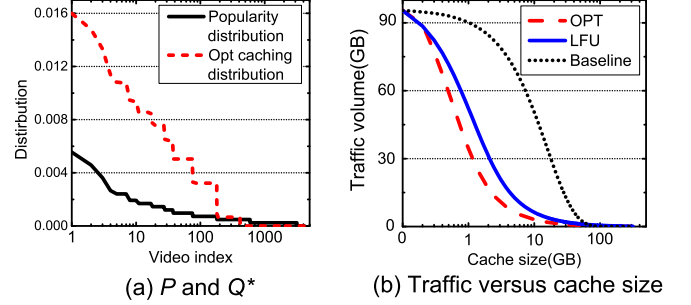 0.016
0.012
0.008
0.004
0.000
Distirbution
Popularity
distribution
Opt caching
distribution
1
10
100
1000
Video index
(a) P and Q*
90
60
30
0
Traffic volume(GB)
OPT
LFU
Baseline
0
1
10
100
Cache size(GB)
(b) Traffic versus cache size